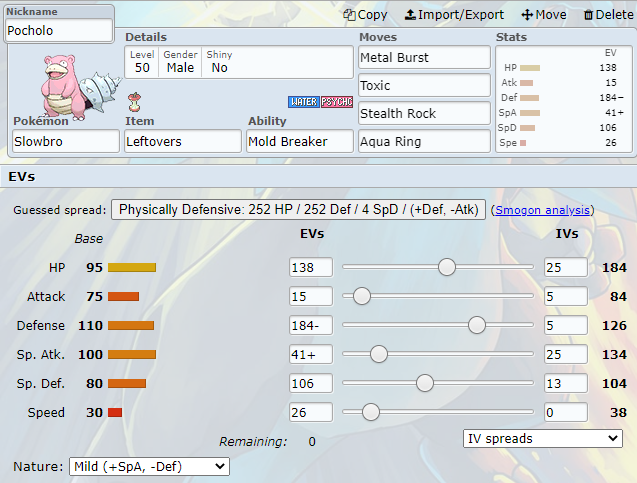 Nickname
Pocholo
Copy Import/Export Move Delete
Details
Level Gender Shiny
50 Male No
WATER PSYCHC
Pokémon Item Ability
Slowbro Leftovers Mold Breaker
Moves
Metal Burst
Toxic
Stealth Rock
Aqua Ring
Stats
EV
HP 138
Atk 15
Def 184−
SpA 41+
SpD 106
Spe 26
EVs
Guessed spread: Physically Defensive: 252 HP / 252 Def / 4 SpD / (+Def, -Atk) (Smogon analysis)
Base EVs IVs
HP 95 138 25 184
Attack 75 15 5 84
Defense 110 184- 5 126
Sp. Atk. 100 41+ 25 134
Sp. Def. 80 106 13 104
Speed 30 26 0 38
Remaining: 0 IV spreads
Nature: Mild (+SpA, -Def)